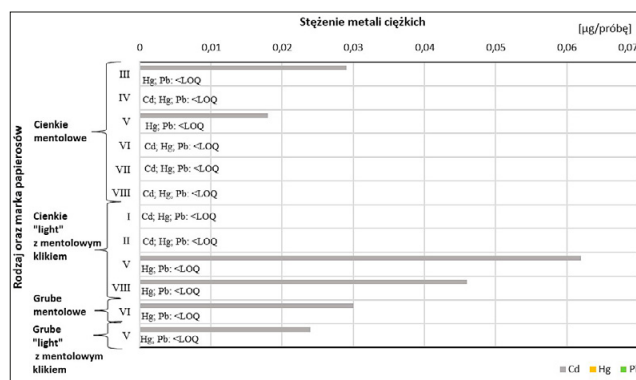 Stężenie metali ciężkich
[µg/próbę]
0 0,01 0,02 0,03 0,04 0,05 0,06 0,07
Rodzaj oraz marka papierosów
Cienkie
mentolowe
III
Hg; Pb: <LOQ
IV
Cd; Hg; Pb: <LOQ
V
Hg; Pb: <LOQ
VI
Cd, Hg; Pb: <LOQ
VII
Cd; Hg; Pb: <LOQ
VIII
Cd, Hg; Pb: <LOQ
Cienkie
"light"
z mentolowym
klikiem
I
Cd; Hg; Pb: <LOQ
II
Cd; Hg; Pb: <LOQ
V
Hg; Pb: <LOQ
VIII
Hg; Pb: <LOQ
Grube
mentolowe
VI
Hg; Pb: <LOQ
Grube
"light"
z mentolowym
klikiem
V
Hg; Pb: <LOQ
Cd Hg